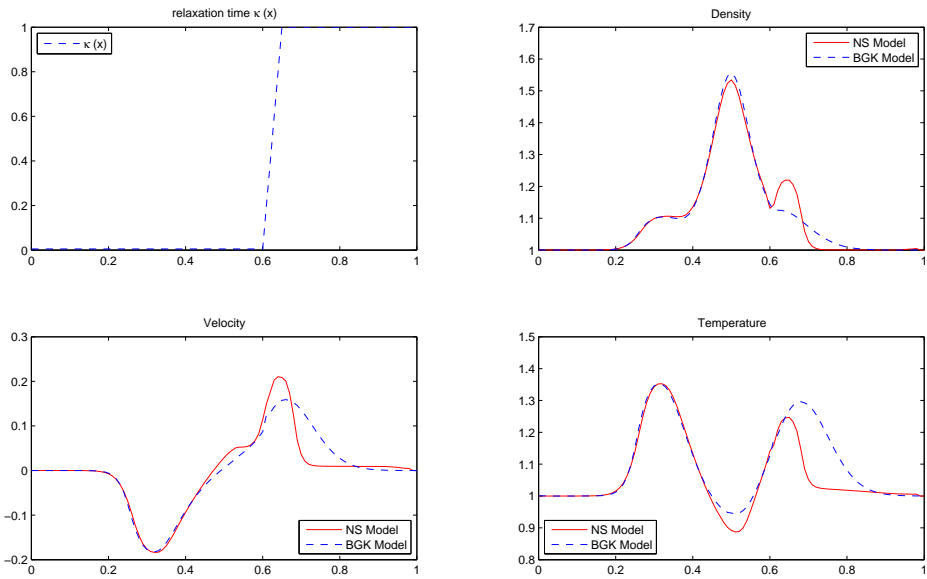 relaxation time κ (x)
1
0.8
0.6
0.4
0.2
0
0 0.2 0.4 0.6 0.8 1
κ (x)
Density
1.7
1.6
1.5
1.4
1.3
1.2
1.1
1
0 0.2 0.4 0.6 0.8 1
NS Model
BGK Model
Velocity
0.3
0.2
0.1
0
−0.1
−0.2
0 0.2 0.4 0.6 0.8 1
NS Model
BGK Model
Temperature
1.5
1.4
1.3
1.2
1.1
1
0.9
0.8
0 0.2 0.4 0.6 0.8 1
NS Model
BGK Model